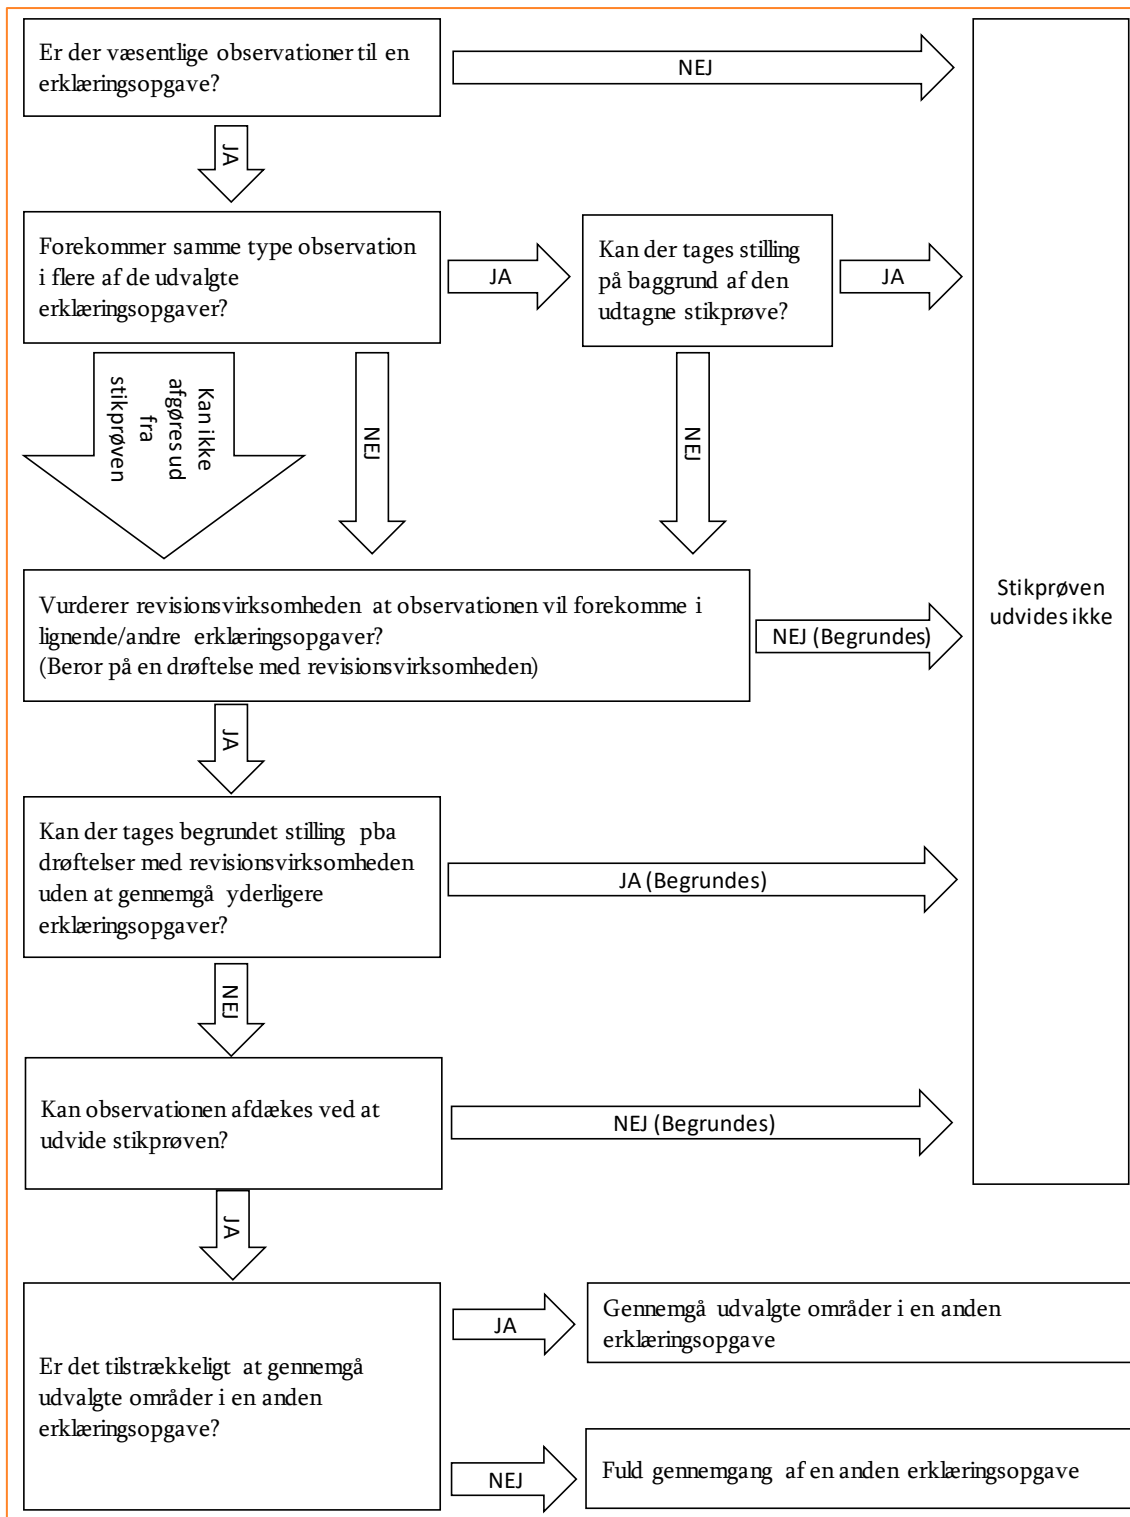 Er der væsentlige observationer til en
erklæringsopgave?
NEJ
JA
Forekommer samme type observation
i flere af de udvalgte
erklæringsopgaver?
JA
Kan der tages stilling
på baggrund af den
udtagne stikprøve?
JA
Kan ikke
afgøres ud
fra
stikprøven
NEJ
NEJ
Vurderer revisionsvirksomheden at observationen vil forekomme i
lignende/andre erklæringsopgaver?
(Beror på en drøftelse med revisionsvirksomheden)
NEJ (Begrundes)
Stikprøven
udvides ikke
JA
Kan der tages begrundet stilling pba
drøftelser med revisionsvirksomheden
uden at gennemgå yderligere
erklæringsopgaver?
JA (Begrundes)
NEJ
Kan observationen afdækes ved at
udvide stikprøven?
NEJ (Begrundes)
JA
Er det tilstrækkeligt at gennemgå
udvalgte områder i en anden
erklæringsopgave?
JA
Gennemgå udvalgte områder i en anden
erklæringsopgave
NEJ
Fuld gennemgang af en anden erklæringsopgave